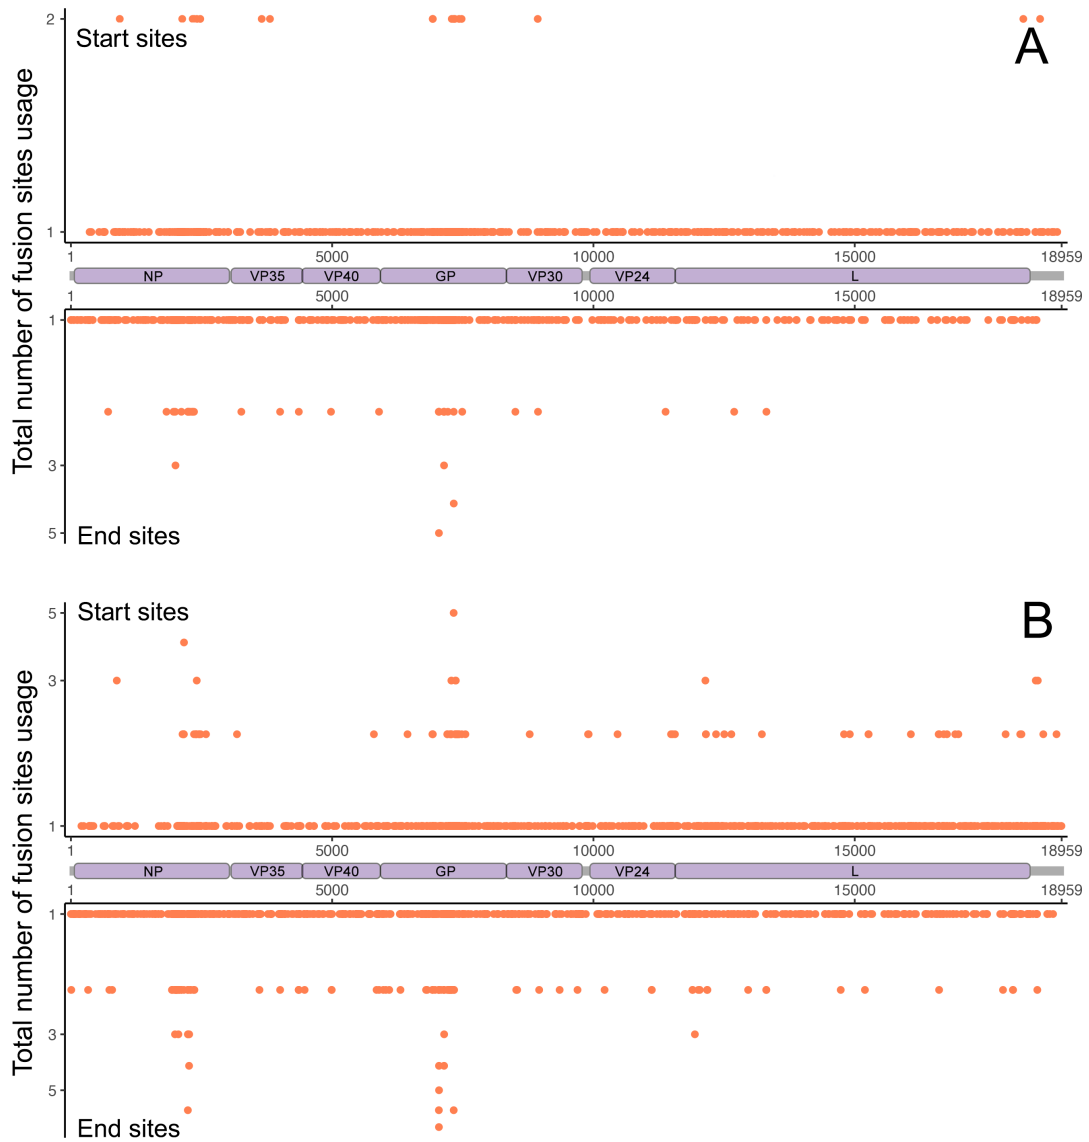 2
Start sites
A
Total number of fusion sites usage
1
1 5000 10000 15000 18959
NP VP35 VP40 GP VP30 VP24 L
1 5000 10000 15000 18959
1
3
5
End sites
5
Start sites
B
3
Total number of fusion sites usage
1
1 5000 10000 15000 18959
NP VP35 VP40 GP VP30 VP24 L
1 5000 10000 15000 18959
1
3
5
End sites